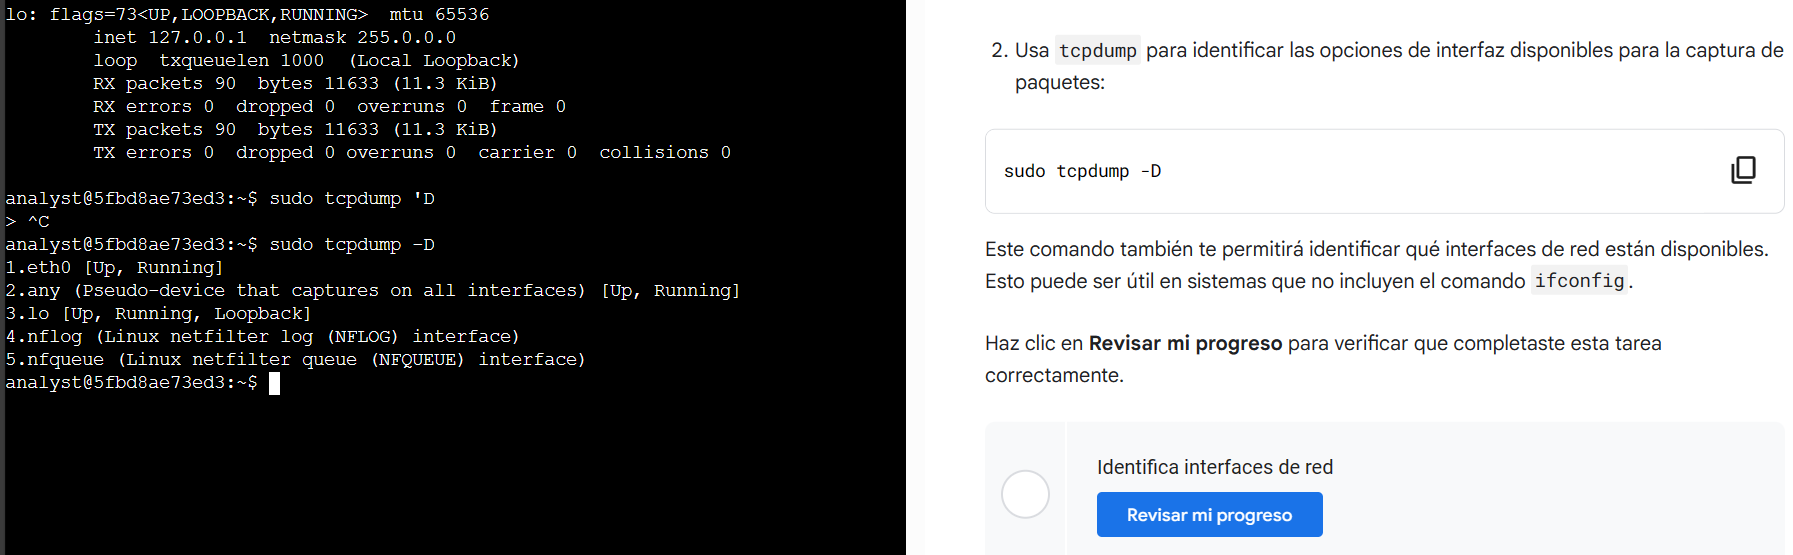 lo: flags=73<UP,LOOPBACK,RUNNING>  mtu 65536
        inet 127.0.0.1  netmask 255.0.0.0
        loop  txqueuelen 1000  (Local Loopback)
        RX packets 90  bytes 11633 (11.3 KiB)
        RX errors 0  dropped 0  overruns 0  frame 0
        TX packets 90  bytes 11633 (11.3 KiB)
        TX errors 0  dropped 0 overruns 0  carrier 0  collisions 0
analyst@5fbd8ae73ed3:~$ sudo tcpdump 'D
> ^C
analyst@5fbd8ae73ed3:~$ sudo tcpdump -D
1.eth0 [Up, Running]
2.any (Pseudo-device that captures on all interfaces) [Up, Running]
3.lo [Up, Running, Loopback]
4.nflog (Linux netfilter log (NFLOG) interface)
5.nfqueue (Linux netfilter queue (NFQUEUE) interface)
analyst@5fbd8ae73ed3:~$
2. Usa tcpdump para identificar las opciones de interfaz disponibles para la captura de
paquetes:
sudo tcpdump -D
Este comando también te permitirá identificar qué interfaces de red están disponibles.
Esto puede ser útil en sistemas que no incluyen el comando ifconfig.
Haz clic en Revisar mi progreso para verificar que completaste esta tarea
correctamente.
Identifica interfaces de red
Revisar mi progreso